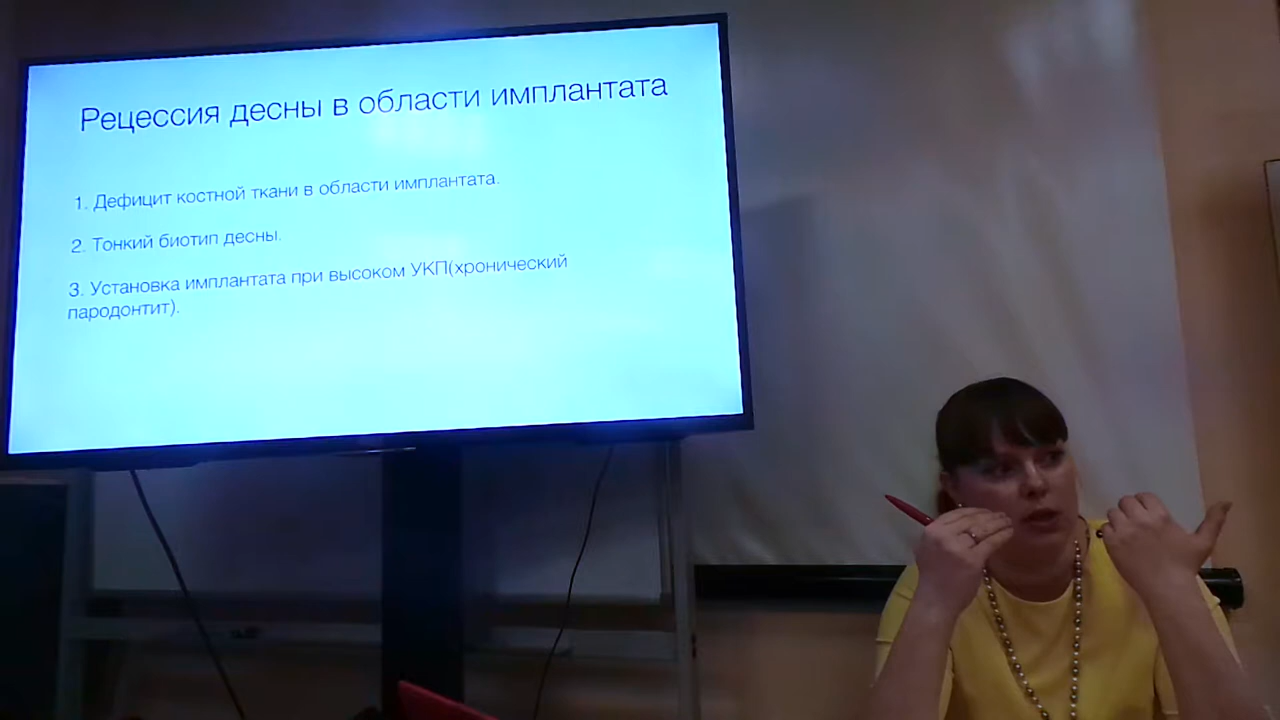 Рецессия десны в области имплантата
1. Дефицит костной ткани в области имплантата.
2. Тонкий биотип десны.
3. Установка имплантата при высоком УКП(хронический
пародонтит).